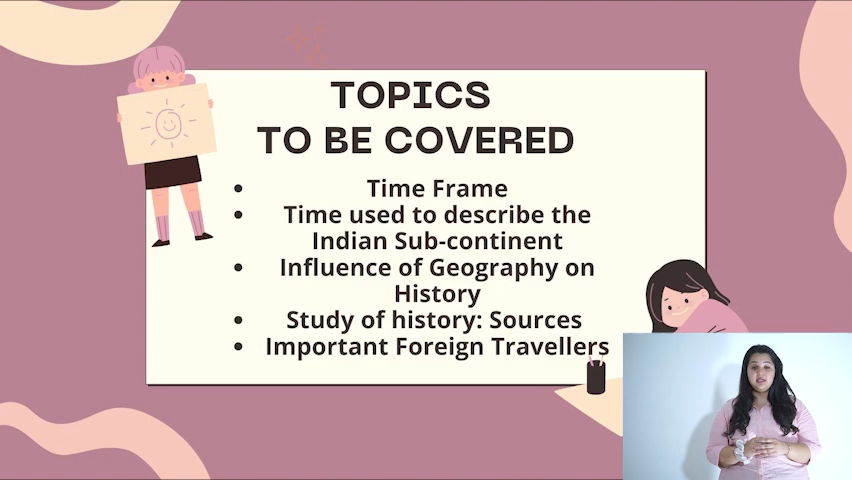 TOPICS
TO BE COVERED
• Time Frame
• Time used to describe the
Indian Sub-continent
• Influence of Geography on
History
• Study of history: Sources
• Important Foreign Travellers